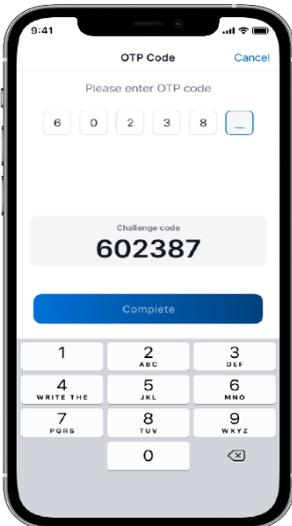 9:41
OTP Code Cancel
Please enter OTP code
6 0 2 3 8 _
Challenge code
602387
Complete
1 2 3
ABC DEF
4 5 6
WRITE THE JKL MNO
7 8 9
PQRS TUV WXYZ
0